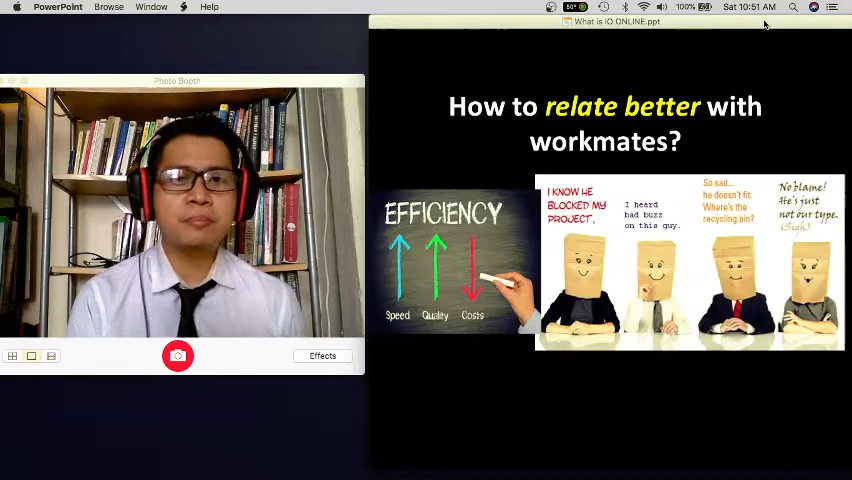 PowerPoint Browse Window Help
50° 100% Sat 10:51 AM
What is IO ONLINE.ppt
Photo Booth
How to relate better with
workmates?
EFFICIENCY
Speed Quality Costs
I KNOW HE
BLOCKED MY
PROJECT.
I heard
bad buzz
on this guy.
So sad...
he doesn't fit.
Where's the
recycling bin?
No blame!
He's just
not our type.
(Sigh)
Effects